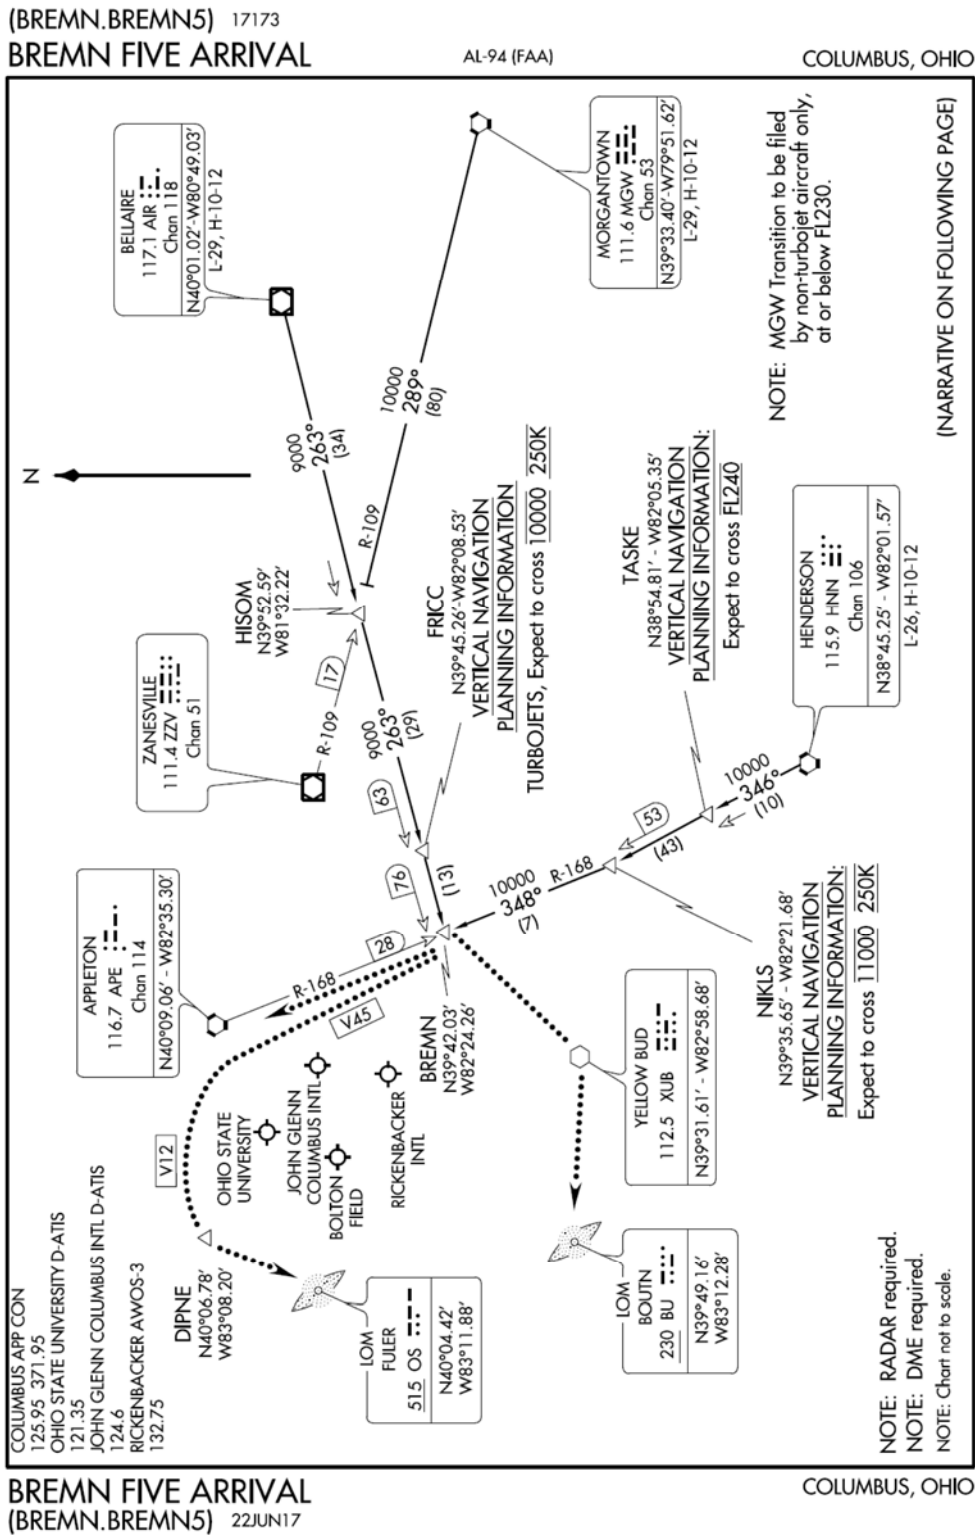 (BREMN.BREMN5) 17173
BREMN FIVE ARRIVAL
AL-94 (FAA)
COLUMBUS, OHIO
COLUMBUS APP CON
125.95 371.95
OHIO STATE UNIVERSITY D-ATIS
121.35
JOHN GLENN COLUMBUS INTL D-ATIS
124.6
RICKENBACKER AWOS-3
132.75
DIPNE
N40°06.78'
W83°08.20'
V12
LOM
FULER
515 OS
N40°04.42'
W83°11.88'
OHIO STATE
UNIVERSITY
JOHN GLENN
COLUMBUS INTL
BOLTON
FIELD
RICKENBACKER
INTL
APPLETON
116.7 APE
Chan 114
N40°09.06' - W82°35.30'
R-168
28
V45
BREMN
N39°42.03'
W82°24.26'
ZANESVILLE
111.4 ZZV
Chan 51
R-109
17
HISOM
N39°52.59'
W81°32.22'
N
BELLAIRE
117.1 AIR
Chan 118
N40°01.02'-W80°49.03'
L-29, H-10-12
9000
263°
(34)
MORGANTOWN
111.6 MGW
Chan 53
N39°33.40'-W79°51.62'
L-29, H-10-12
10000
289°
(80)
R-109
9000
263°
(29)
63
76
(13)
FRICC
N39°45.26'-W82°08.53'
VERTICAL NAVIGATION
PLANNING INFORMATION
TURBOJETS, Expect to cross 10000 250K
TASKE
N38°54.81' - W82°05.35'
VERTICAL NAVIGATION
PLANNING INFORMATION:
Expect to cross FL240
HENDERSON
115.9 HNN
Chan 106
N38°45.25' - W82°01.57'
L-26, H-10-12
10000
346°
(10)
53
(43)
10000 R-168
348°
(7)
NIKLS
N39°35.65' - W82°21.68'
VERTICAL NAVIGATION
PLANNING INFORMATION:
Expect to cross 11000 250K
YELLOW BUD
112.5 XUB
N39°31.61' - W82°58.68'
LOM
BOUTN
230 BU
N39°49.16'
W83°12.28'
NOTE: MGW Transition to be filed
by non-turbojet aircraft only,
at or below FL230.
(NARRATIVE ON FOLLOWING PAGE)
NOTE: RADAR required.
NOTE: DME required.
NOTE: Chart not to scale.
BREMN FIVE ARRIVAL
(BREMN.BREMN5) 22JUN17
COLUMBUS, OHIO